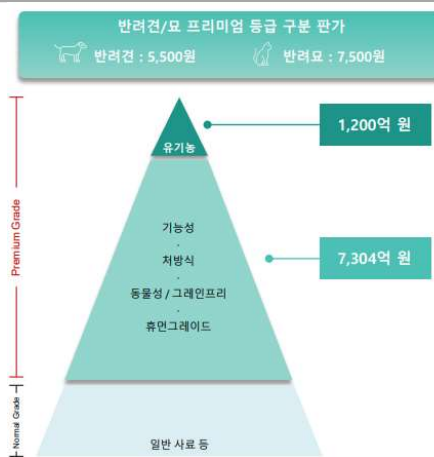 반려견/묘 프리미엄 등급 구분 판가
반려견 : 5,500원
반려묘 : 7,500원
Premium Grade
유기농
1,200억 원
기능성
·
처방식
·
동물성 / 그레인프리
·
휴먼그레이드
7,304억 원
Normal Grade
일반 사료 등